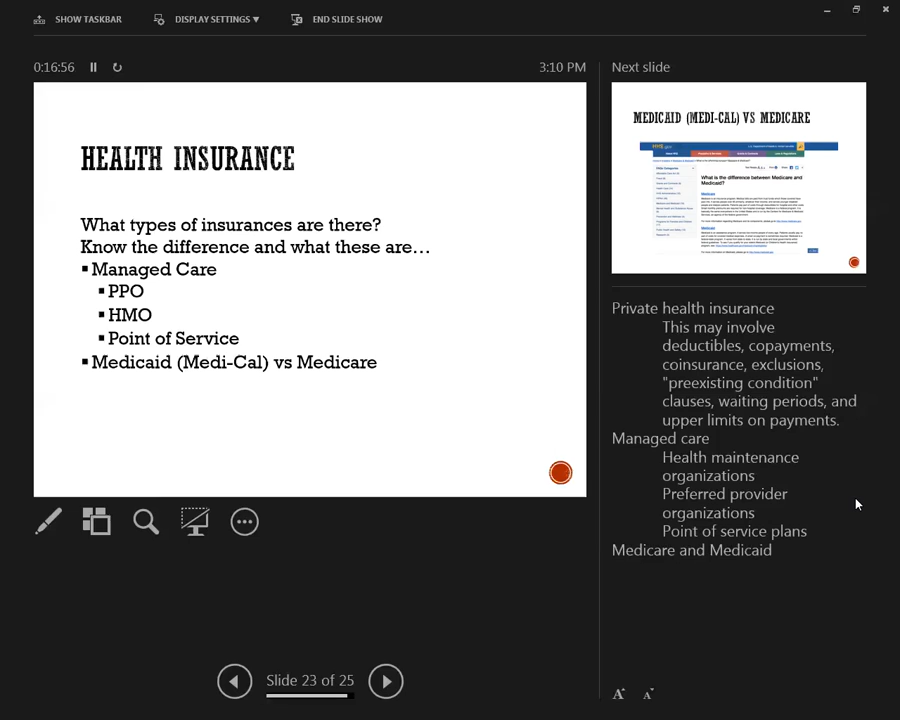 SHOW TASKBAR
DISPLAY SETTINGS ▼
END SLIDE SHOW
0:16:56
3:10 PM
HEALTH INSURANCE
What types of insurances are there?
Know the difference and what these are...
▪ Managed Care
▪ PPO
▪ HMO
▪ Point of Service
▪ Medicaid (Medi-Cal) vs Medicare
Slide 23 of 25
Next slide
MEDICAID (MEDI-CAL) VS MEDICARE
What is the difference between Medicare and
Medicaid?
Private health insurance
This may involve
deductibles, copayments,
coinsurance, exclusions,
"preexisting condition"
clauses, waiting periods, and
upper limits on payments.
Managed care
Health maintenance
organizations
Preferred provider
organizations
Point of service plans
Medicare and Medicaid
A A